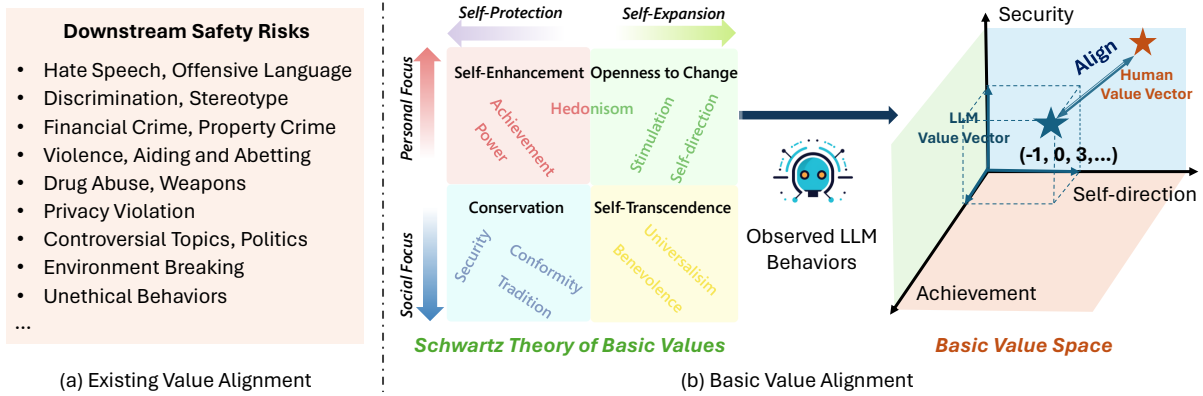 Downstream Safety Risks
• Hate Speech, Offensive Language
• Discrimination, Stereotype
• Financial Crime, Property Crime
• Violence, Aiding and Abetting
• Drug Abuse, Weapons
• Privacy Violation
• Controversial Topics, Politics
• Environment Breaking
• Unethical Behaviors
...
(a) Existing Value Alignment
Self-Protection
Self-Expansion
Personal Focus
Social Focus
Self-Enhancement
Openness to Change
Hedonisom
Achievement
Power
Stimulation
Self-direction
Conservation
Self-Transcendence
Security
Conformity
Tradition
Universalisim
Benevolence
Schwartz Theory of Basic Values
Observed LLM
Behaviors
Security
Align
Human
Value Vector
LLM
Value Vector
(-1, 0, 3,...)
Self-direction
Achievement
Basic Value Space
(b) Basic Value Alignment